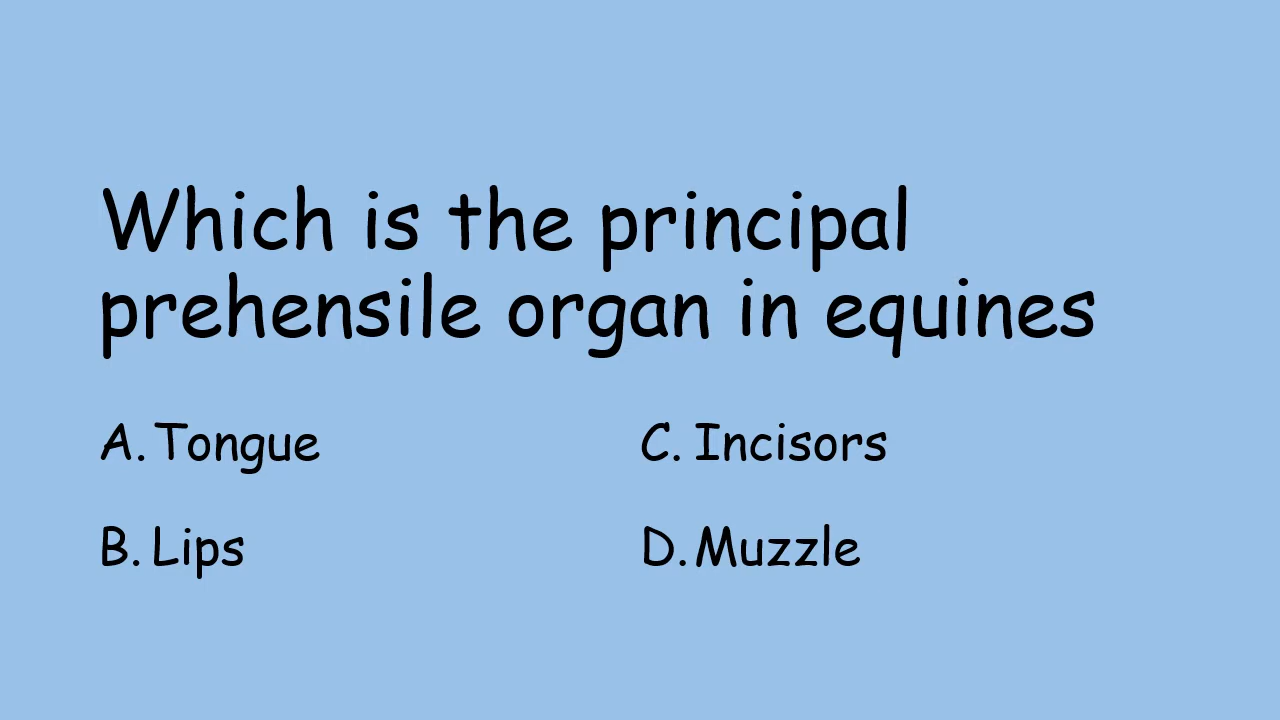 Which is the principal
prehensile organ in equines
A. Tongue
B. Lips
C. Incisors
D. Muzzle